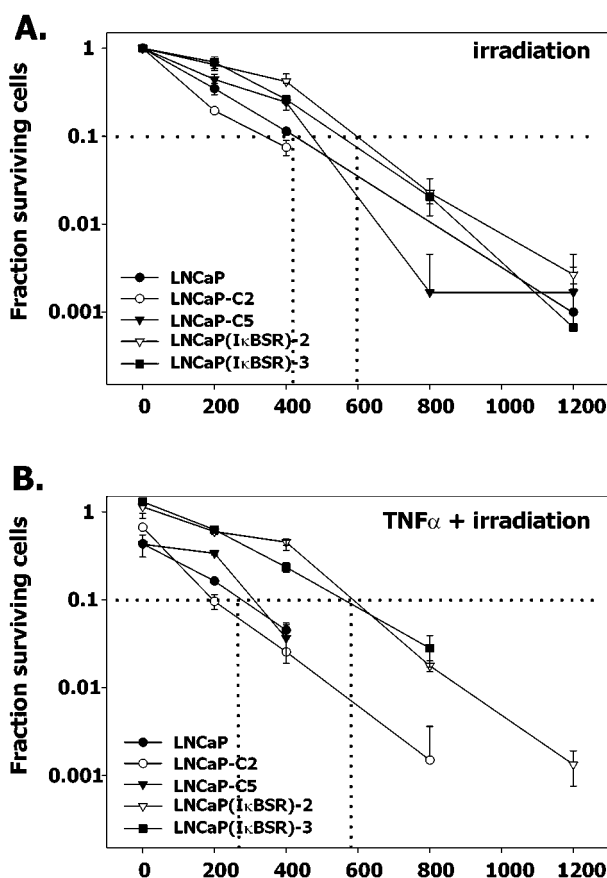 A.
irradiation
Fraction surviving cells
1
0.1
0.01
0.001
LNCaP
LNCaP-C2
LNCaP-C5
LNCaP(IκBSR)-2
LNCaP(IκBSR)-3
0 200 400 600 800 1000 1200
B.
TNFα + irradiation
Fraction surviving cells
1
0.1
0.01
0.001
LNCaP
LNCaP-C2
LNCaP-C5
LNCaP(IκBSR)-2
LNCaP(IκBSR)-3
0 200 400 600 800 1000 1200